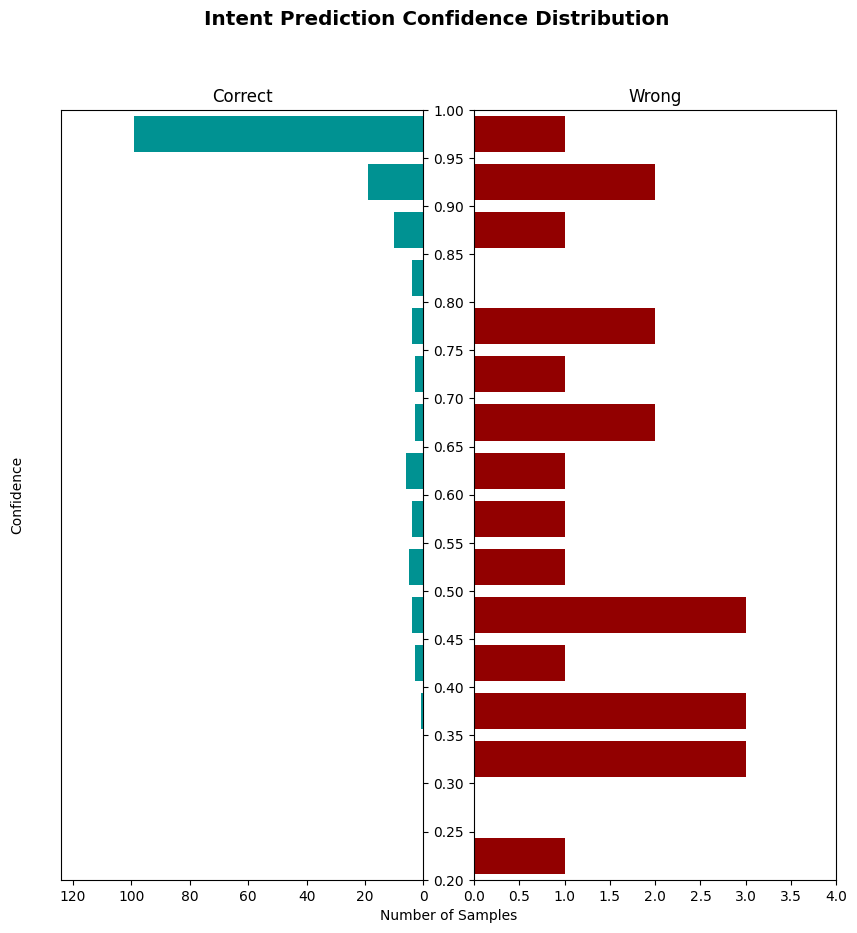 Intent Prediction Confidence Distribution
Correct
Wrong
Confidence
1.00
0.95
0.90
0.85
0.80
0.75
0.70
0.65
0.60
0.55
0.50
0.45
0.40
0.35
0.30
0.25
0.20
120 100 80 60 40 20 0
0.0 0.5 1.0 1.5 2.0 2.5 3.0 3.5 4.0
Number of Samples